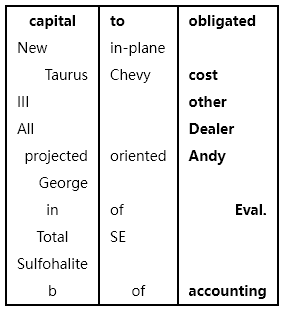 capital to obligated
New in-plane
Taurus Chevy cost
III other
All Dealer
projected oriented Andy
George
in of Eval.
Total SE
Sulfohalite
b of accounting